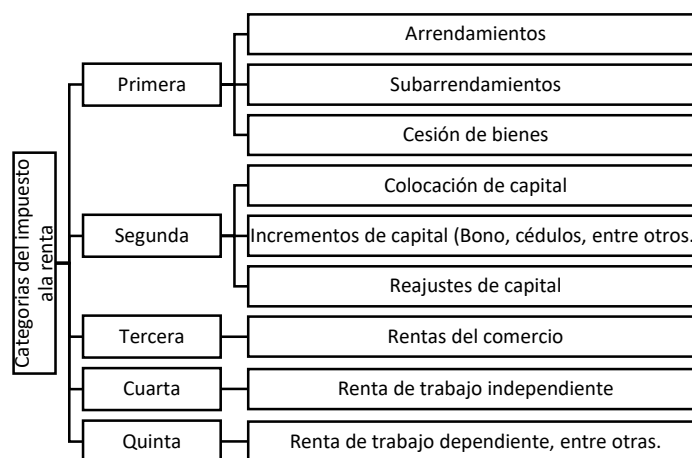 Categorias del impuesto
ala renta
Primera
Arrendamientos
Subarrendamientos
Cesión de bienes
Segunda
Colocación de capital
Incrementos de capital (Bono, cédulos, entre otros.
Reajustes de capital
Tercera
Rentas del comercio
Cuarta
Renta de trabajo independiente
Quinta
Renta de trabajo dependiente, entre otras.